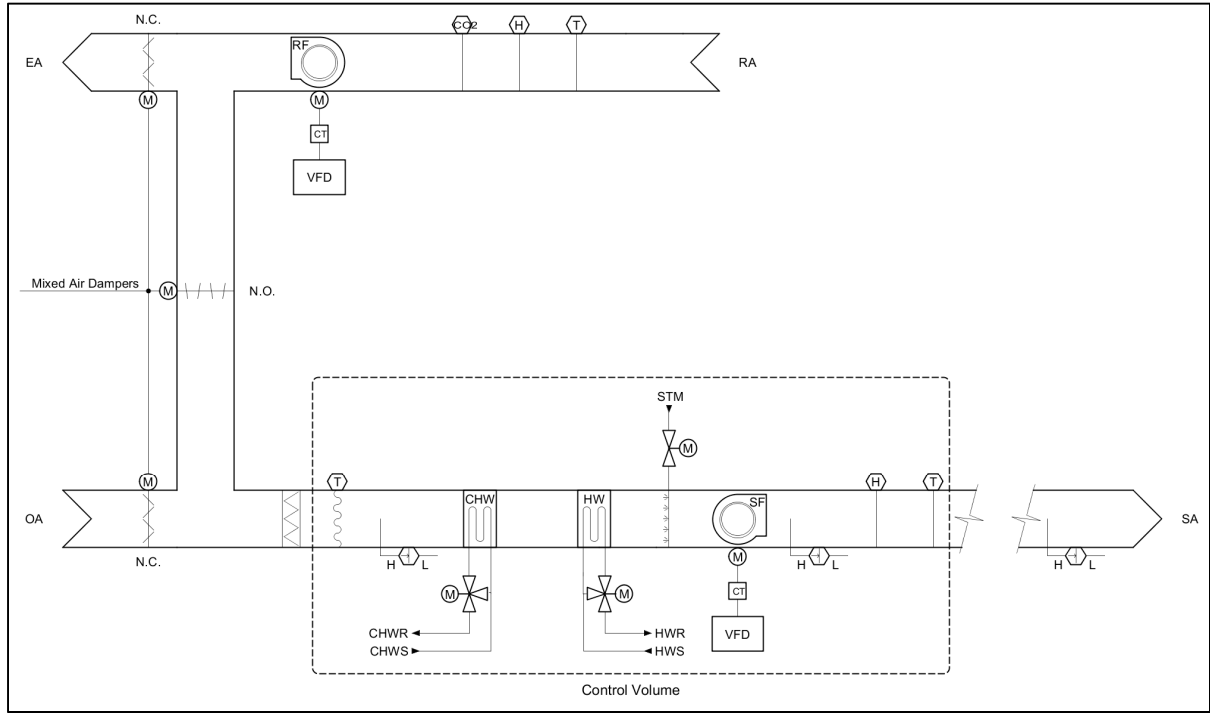 N.C.
CO2 H T
EA RF RA
M M
CT
VFD
Mixed Air Dampers M N.O.
STM
M
M T H T
OA CHW HW SF SA
N.C. H L M H L H L
M M CT
CHWR HWR VFD
CHWS HWS
Control Volume